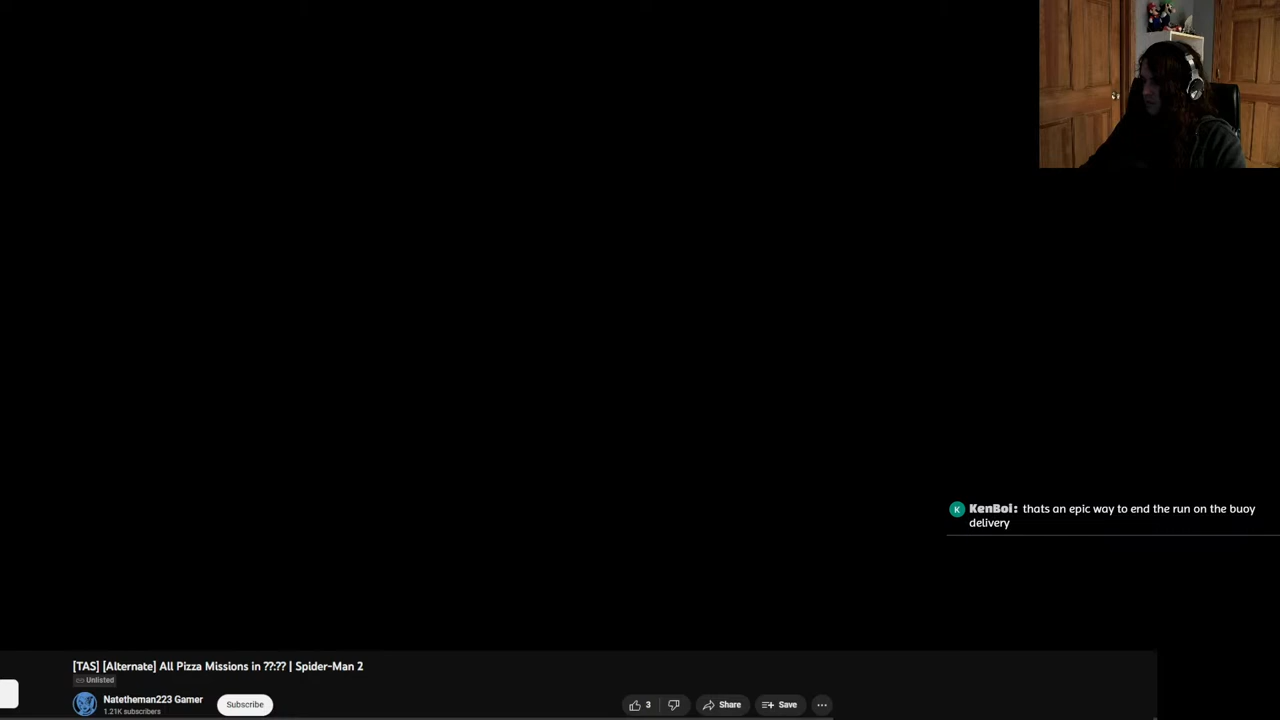 KenBoi: thats an epic way to end the run on the buoy
delivery
[TAS] [Alternate] All Pizza Missions in ??:?? | Spider-Man 2
Unlisted
Natetheman223 Gamer
1.21K subscribers
Subscribe
3
Share
Save
K